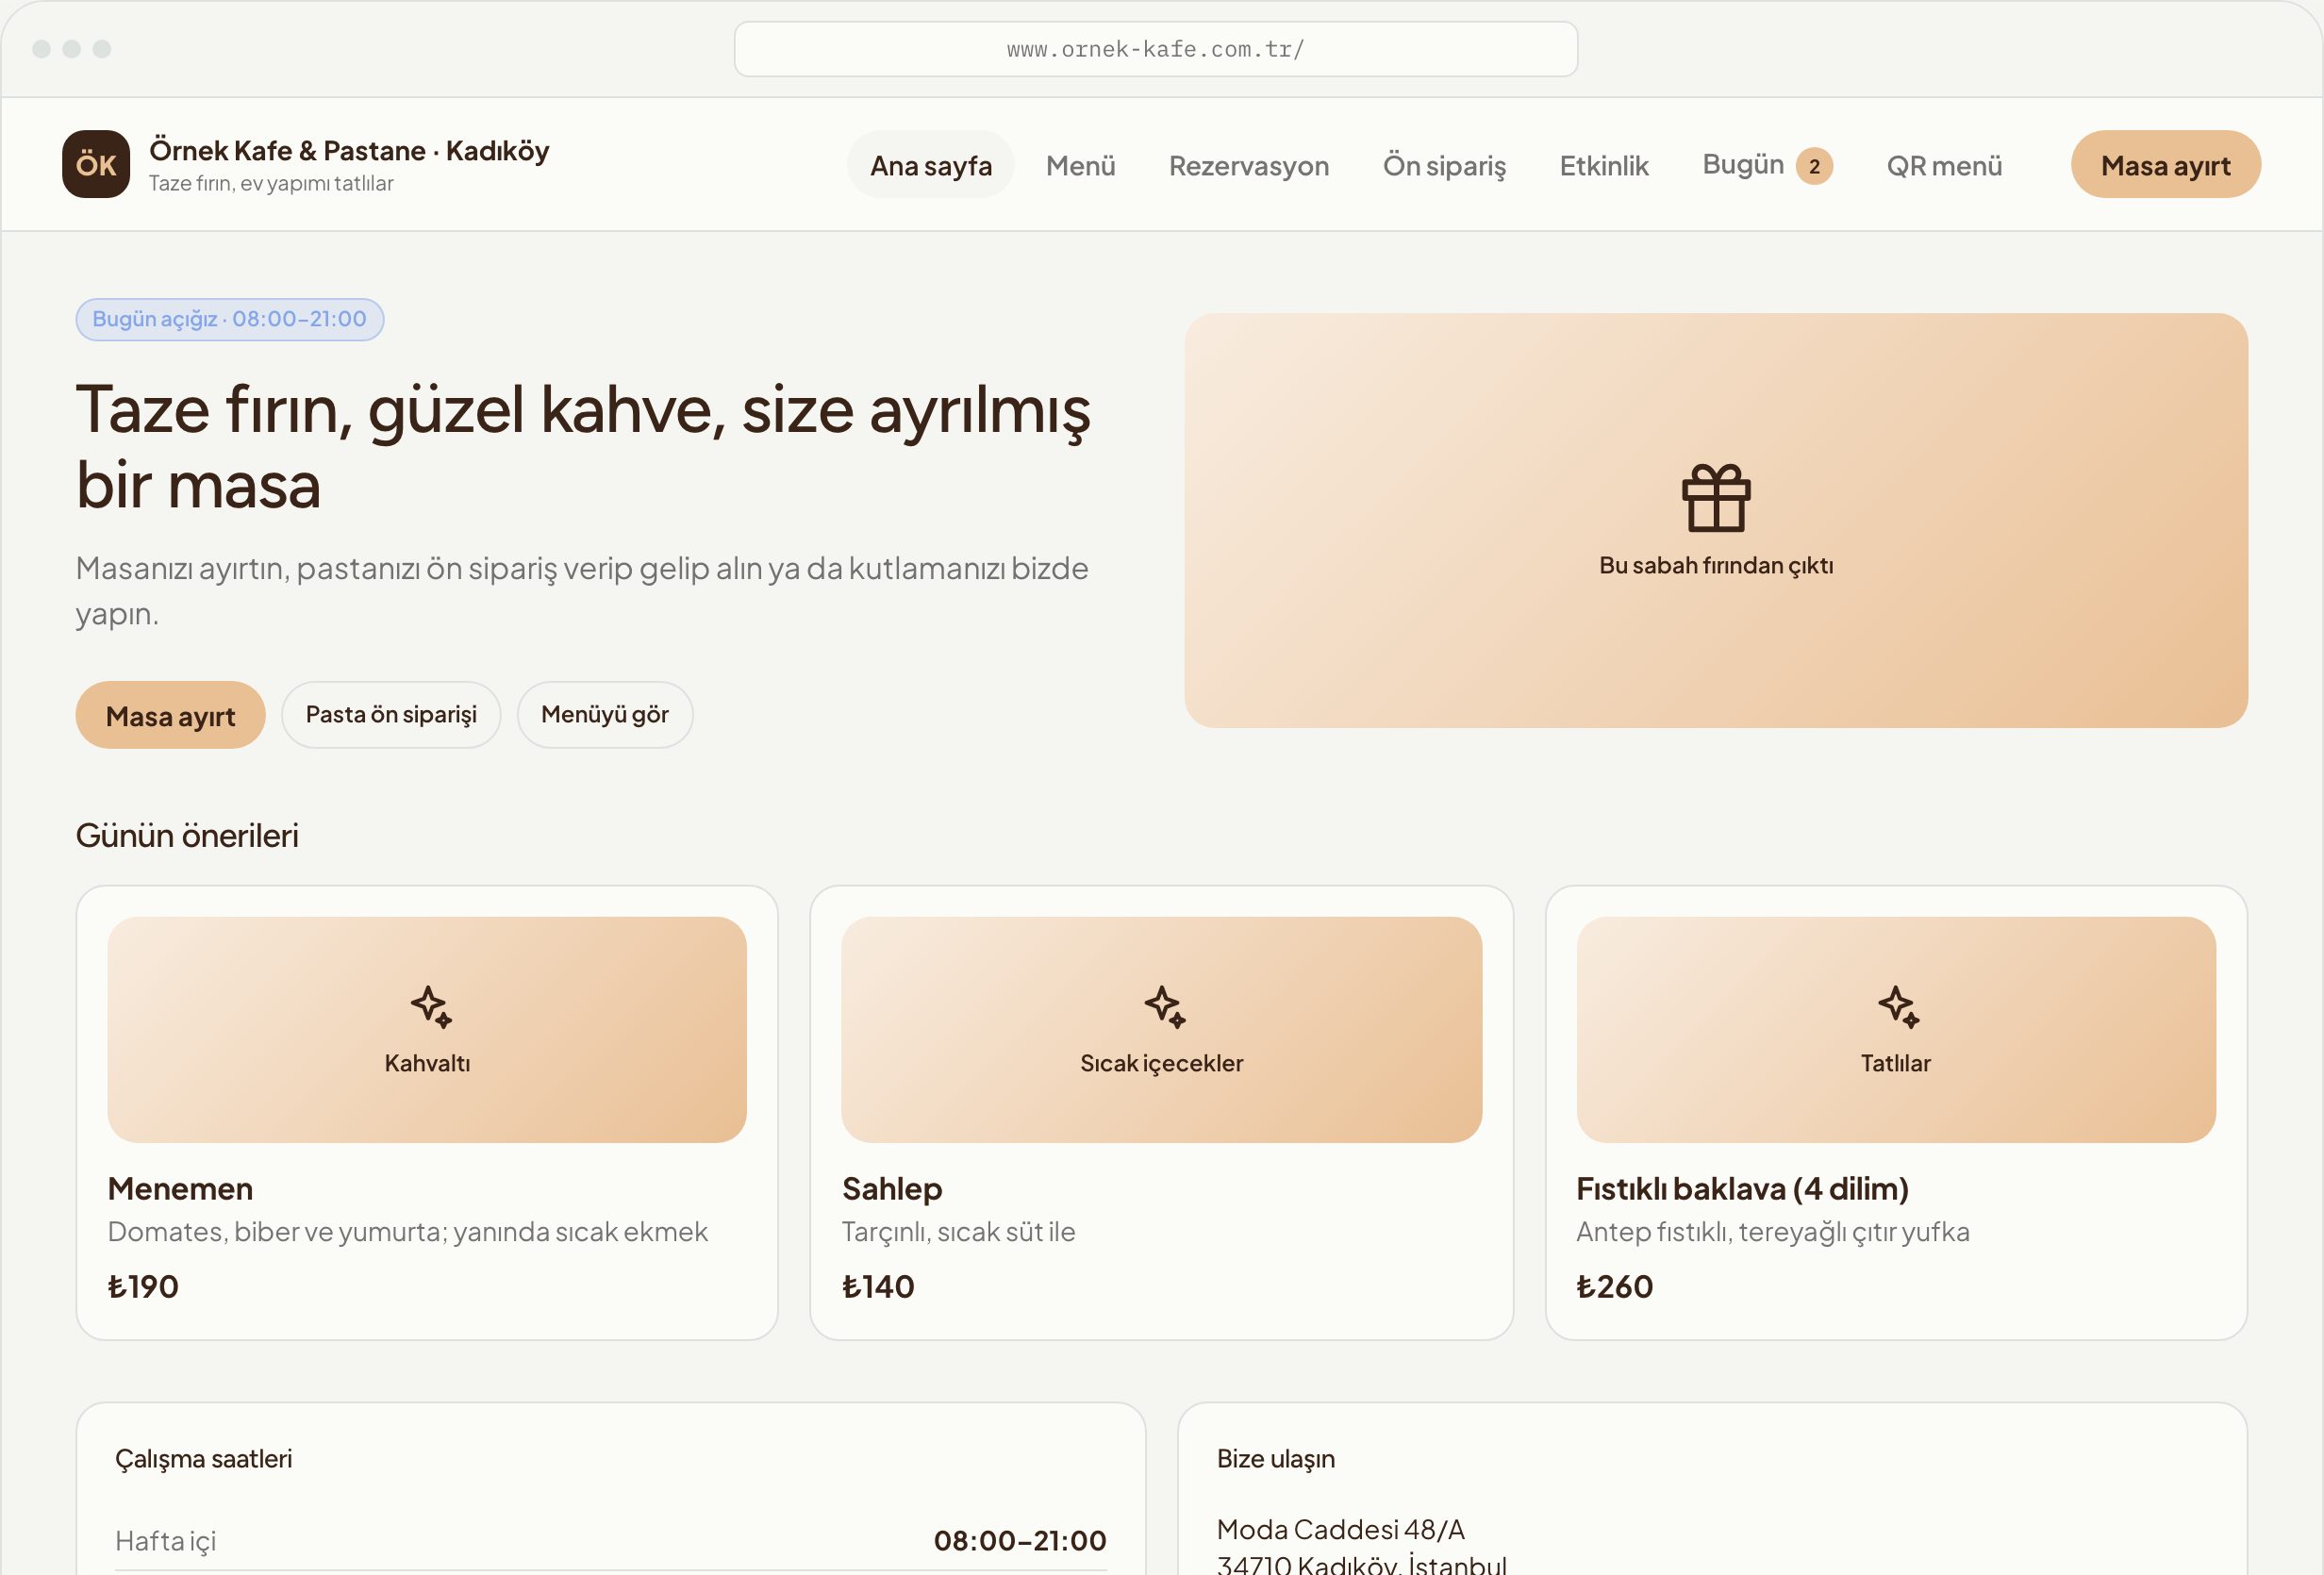 www.ornek-kafe.com.tr/
ÖK
Örnek Kafe & Pastane · Kadıköy
Taze fırın, ev yapımı tatlılar
Ana sayfa
Menü
Rezervasyon
Ön sipariş
Etkinlik
Bugün 2
QR menü
Masa ayırt
Bugün açığız · 08:00–21:00
Taze fırın, güzel kahve, size ayrılmış
bir masa
Masanızı ayırtın, pastanızı ön sipariş verip gelip alın ya da kutlamanızı bizde
yapın.
Masa ayırt
Pasta ön siparişi
Menüyü gör
Bu sabah fırından çıktı
Günün önerileri
Kahvaltı
Menemen
Domates, biber ve yumurta; yanında sıcak ekmek
₺190
Sıcak içecekler
Sahlep
Tarçınlı, sıcak süt ile
₺140
Tatlılar
Fıstıklı baklava (4 dilim)
Antep fıstıklı, tereyağlı çıtır yufka
₺260
Çalışma saatleri
Hafta içi 08:00–21:00
Bize ulaşın
Moda Caddesi 48/A
34710 Kadıköy, İstanbul